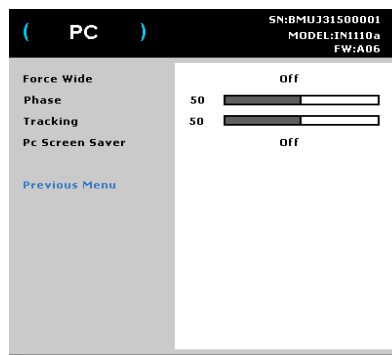 ( PC )
SN:BMUJ31500001
MODEL:IN1110a
FW:A06
Force Wide Off
Phase 50
Tracking 50
Pc Screen Saver Off
Previous Menu